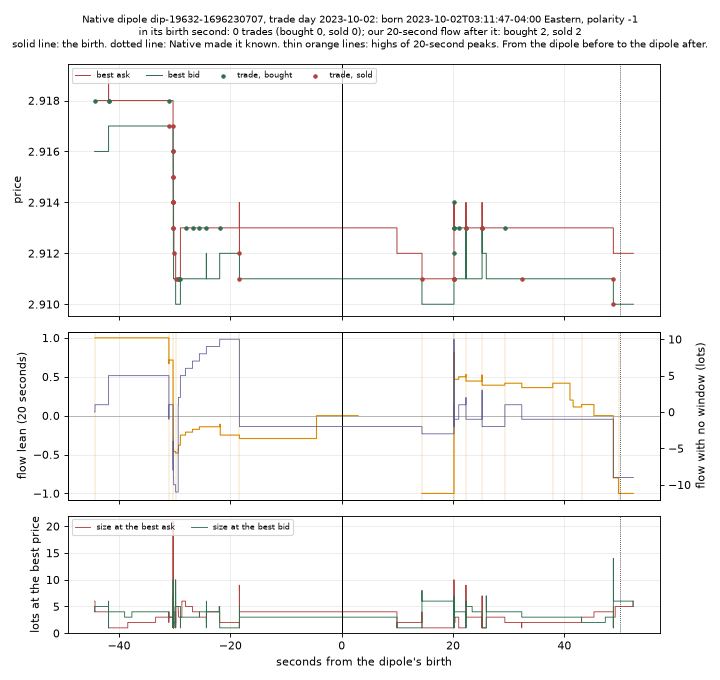 Native dipole dip-19632-1696230707, trade day 2023-10-02: born 2023-10-02T03:11:47-04:00 Eastern, polarity -1
in its birth second: 0 trades (bought 0, sold 0); our 20-second flow after it: bought 2, sold 2
solid line: the birth. dotted line: Native made it known. thin orange lines: highs of 20-second peaks. From the dipole before to the dipole after.
best ask best bid trade, bought trade, sold
2.918
2.916
2.914
2.912
2.910
price
1.0
0.5
0.0
−0.5
−1.0
flow lean (20 seconds)
10
5
0
−5
−10
flow with no window (lots)
size at the best ask size at the best bid
20
15
10
5
0
lots at the best price
−40 −20 0 20 40
seconds from the dipole's birth